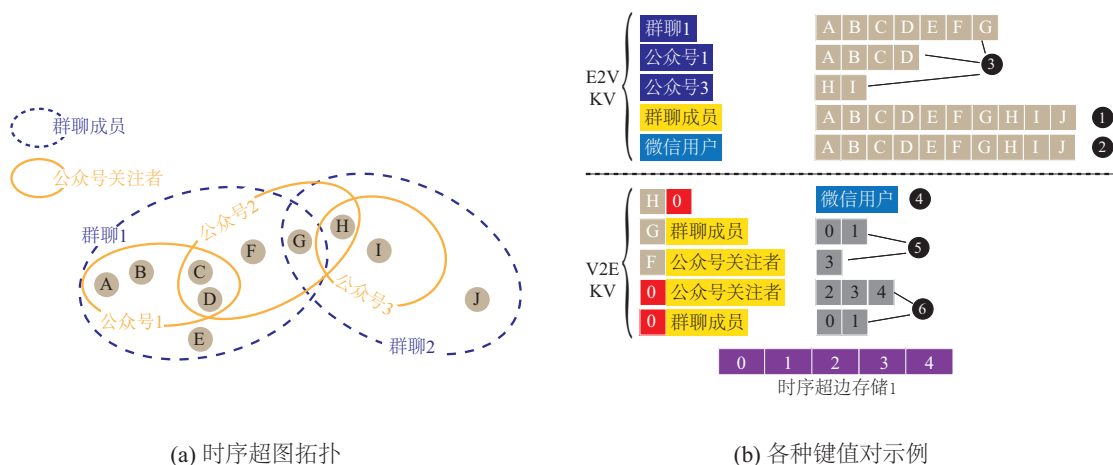 群聊成员
公众号关注者
群聊1
公众号2
A
B
C
D
E
F
G
H
I
J
公众号1
公众号3
群聊2
(a) 时序超图拓扑
E2V
KV
群聊1 A B C D E F G
公众号1 A B C D
3
公众号3 H I
群聊成员 A B C D E F G H I J 1
微信用户 A B C D E F G H I J 2
V2E
KV
H 0 微信用户 4
G 群聊成员 0 1
5
F 公众号关注者 3
0 公众号关注者 2 3 4
6
0 群聊成员 0 1
0 1 2 3 4
时序超边存储1
(b) 各种键值对示例